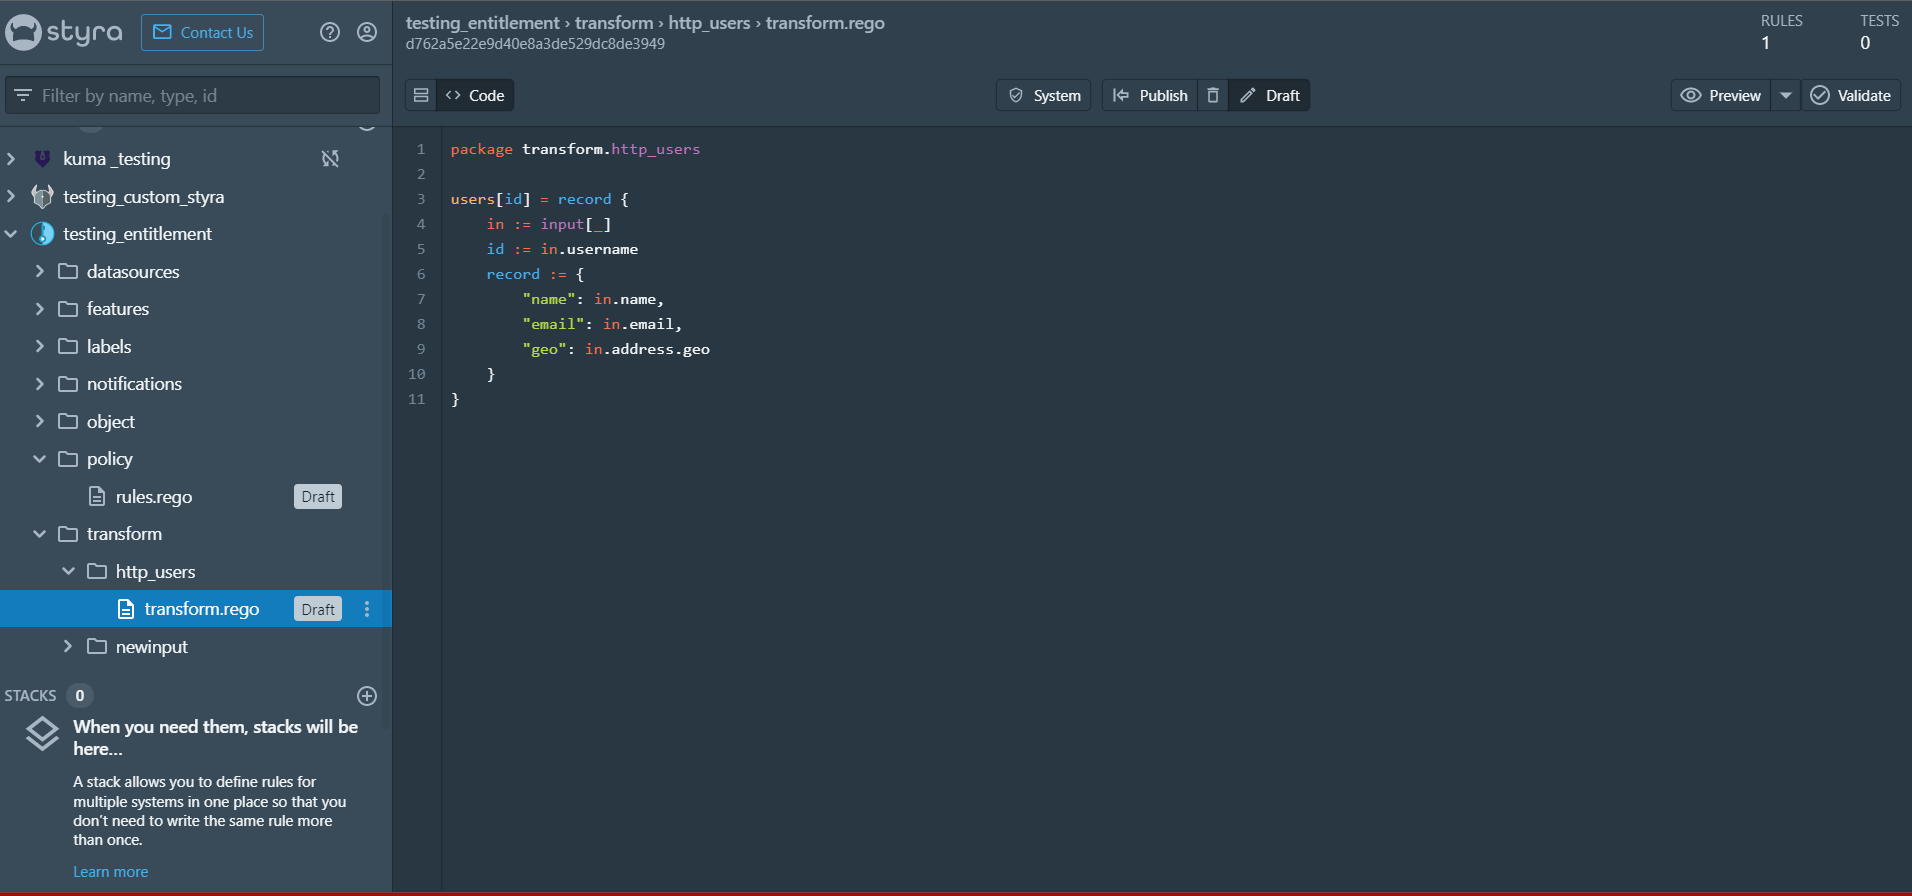 styra
Contact Us
Filter by name, type, id
kuma _testing
testing_custom_styra
testing_entitlement
datasources
features
labels
notifications
object
policy
rules.rego Draft
transform
http_users
transform.rego Draft
newinput
STACKS 0
When you need them, stacks will be
here...
A stack allows you to define rules for
multiple systems in one place so that you
don't need to write the same rule more
than once.
Learn more
testing_entitlement › transform › http_users › transform.rego
d762a5e22e9d40e8a3de529dc8de3949
RULES
1
TESTS
0
Code
System
Publish
Draft
Preview
Validate
1 package transform.http_users
2
3 users[id] = record {
4     in := input[_]
5     id := in.username
6     record := {
7         "name": in.name,
8         "email": in.email,
9         "geo": in.address.geo
10     }
11 }